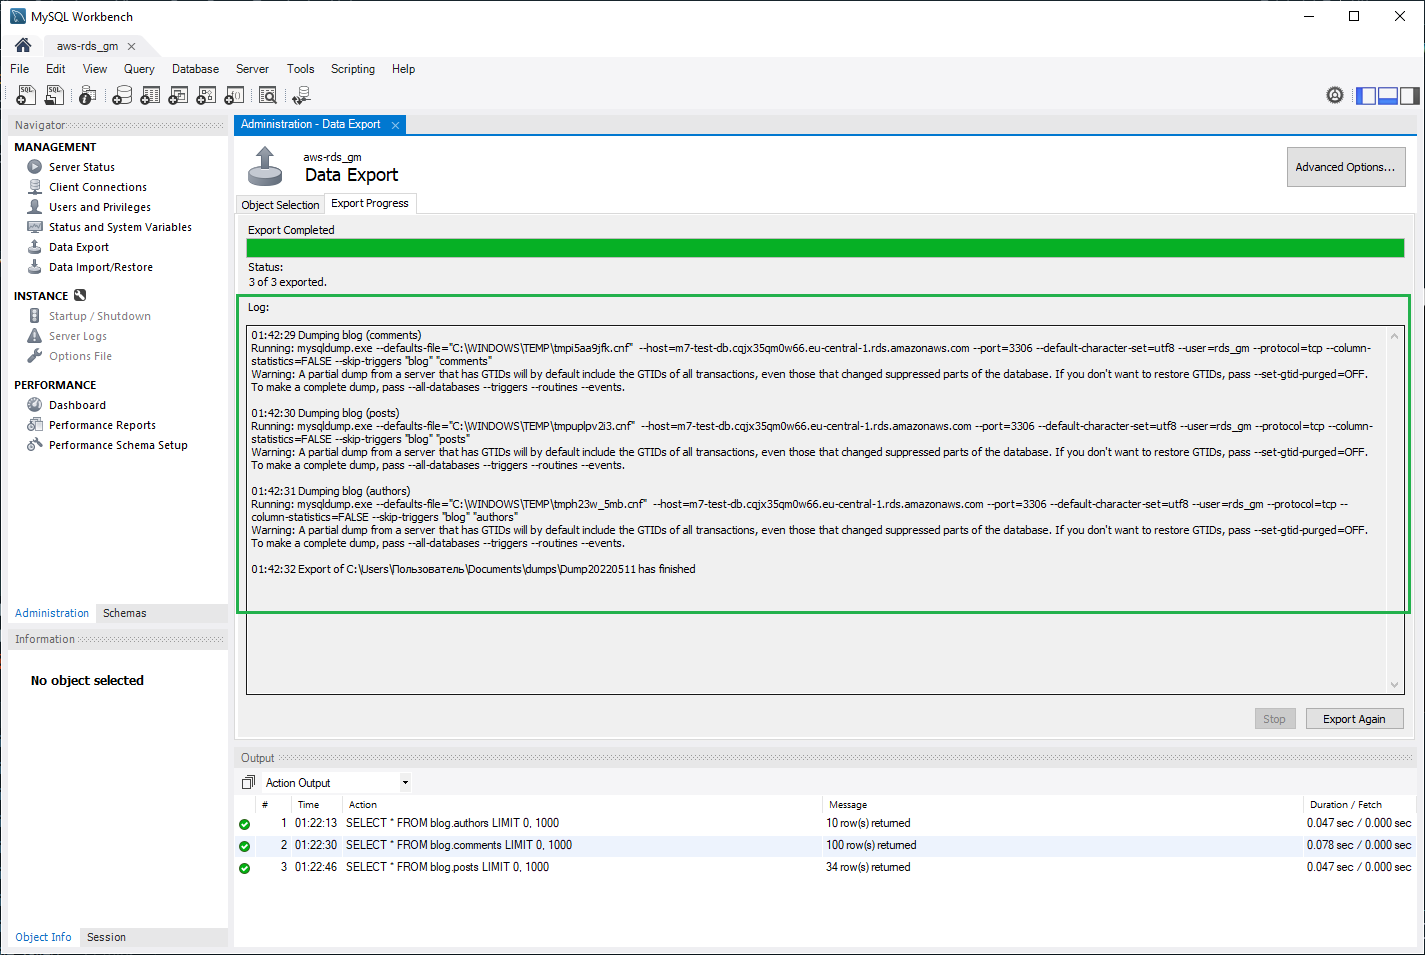 MySQL Workbench
aws-rds_gm
File Edit View Query Database Server Tools Scripting Help
Navigator
MANAGEMENT
Server Status
Client Connections
Users and Privileges
Status and System Variables
Data Export
Data Import/Restore
INSTANCE
Startup / Shutdown
Server Logs
Options File
PERFORMANCE
Dashboard
Performance Reports
Performance Schema Setup
Administration Schemas
Information
No object selected
Object Info Session
Administration - Data Export
aws-rds_gm
Data Export
Advanced Options...
Object Selection Export Progress
Export Completed
Status:
3 of 3 exported.
Log:
01:42:29 Dumping blog (comments)
Running: mysqldump.exe --defaults-file="C:\WINDOWS\TEMP\tmpi5aa9jfk.cnf"  --host=m7-test-db.cqjx35qm0w66.eu-central-1.rds.amazonaws.com --port=3306 --default-character-set=utf8 --user=rds_gm --protocol=tcp --column-
statistics=FALSE --skip-triggers "blog" "comments"
Warning: A partial dump from a server that has GTIDs will by default include the GTIDs of all transactions, even those that changed suppressed parts of the database. If you don't want to restore GTIDs, pass --set-gtid-purged=OFF.
To make a complete dump, pass --all-databases --triggers --routines --events.
01:42:30 Dumping blog (posts)
Running: mysqldump.exe --defaults-file="C:\WINDOWS\TEMP\tmpuplpv2i3.cnf"  --host=m7-test-db.cqjx35qm0w66.eu-central-1.rds.amazonaws.com --port=3306 --default-character-set=utf8 --user=rds_gm --protocol=tcp --column-
statistics=FALSE --skip-triggers "blog" "posts"
Warning: A partial dump from a server that has GTIDs will by default include the GTIDs of all transactions, even those that changed suppressed parts of the database. If you don't want to restore GTIDs, pass --set-gtid-purged=OFF.
To make a complete dump, pass --all-databases --triggers --routines --events.
01:42:31 Dumping blog (authors)
Running: mysqldump.exe --defaults-file="C:\WINDOWS\TEMP\tmph23w_5mb.cnf"  --host=m7-test-db.cqjx35qm0w66.eu-central-1.rds.amazonaws.com --port=3306 --default-character-set=utf8 --user=rds_gm --protocol=tcp --
column-statistics=FALSE --skip-triggers "blog" "authors"
Warning: A partial dump from a server that has GTIDs will by default include the GTIDs of all transactions, even those that changed suppressed parts of the database. If you don't want to restore GTIDs, pass --set-gtid-purged=OFF.
To make a complete dump, pass --all-databases --triggers --routines --events.
01:42:32 Export of C:\Users\Пользователь\Documents\dumps\Dump20220511 has finished
Stop Export Again
Output
Action Output
# Time Action Message Duration / Fetch
1 01:22:13 SELECT * FROM blog.authors LIMIT 0, 1000 10 row(s) returned 0.047 sec / 0.000 sec
2 01:22:30 SELECT * FROM blog.comments LIMIT 0, 1000 100 row(s) returned 0.078 sec / 0.000 sec
3 01:22:46 SELECT * FROM blog.posts LIMIT 0, 1000 34 row(s) returned 0.047 sec / 0.000 sec